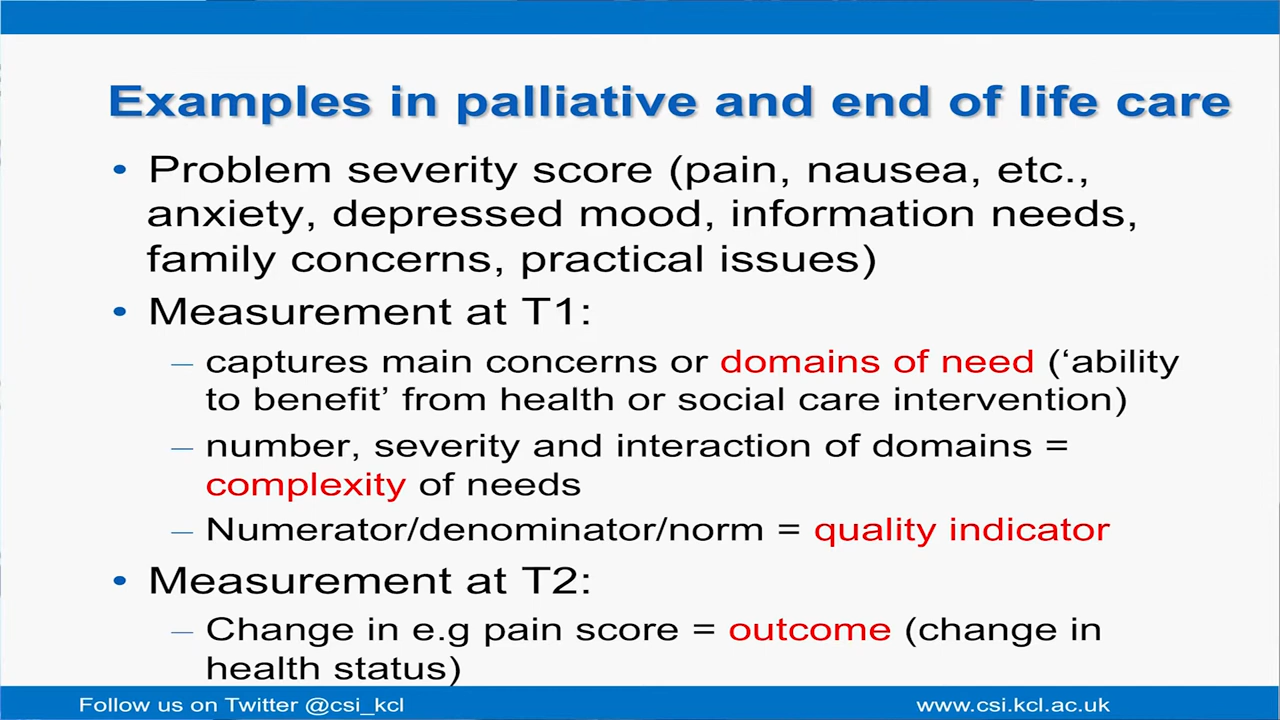 Examples in palliative and end of life care
• Problem severity score (pain, nausea, etc.,
anxiety, depressed mood, information needs,
family concerns, practical issues)
• Measurement at T1:
– captures main concerns or domains of need (‘ability
to benefit’ from health or social care intervention)
– number, severity and interaction of domains =
complexity of needs
– Numerator/denominator/norm = quality indicator
• Measurement at T2:
– Change in e.g pain score = outcome (change in
health status)
Follow us on Twitter @csi_kcl www.csi.kcl.ac.uk